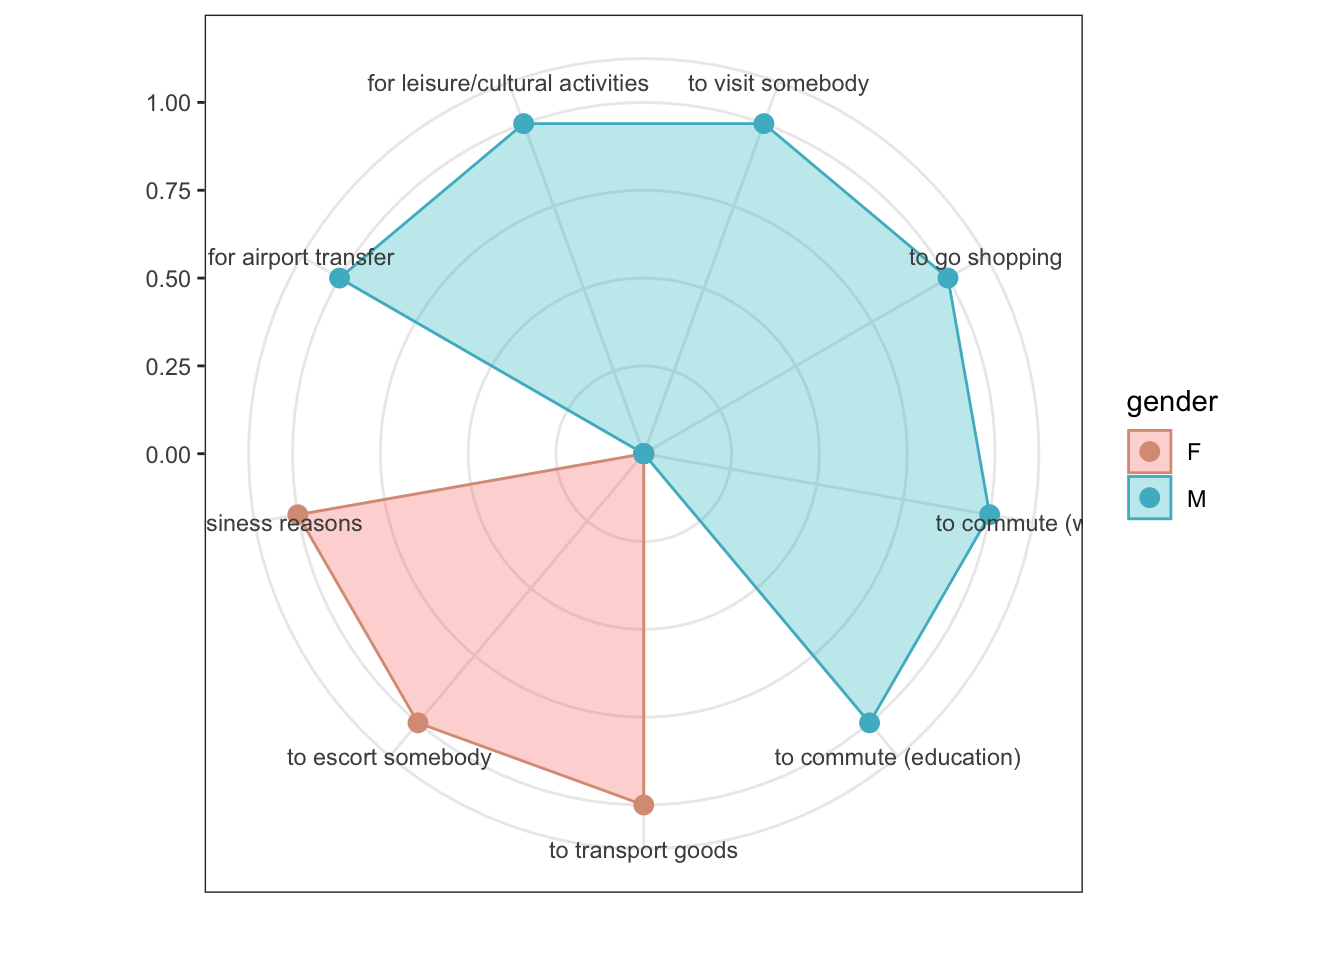 for leisure/cultural activities
to visit somebody
1.00
0.75
for airport transfer
to go shopping
0.50
0.25
gender
0.00
F
M
siness reasons
to commute (w
to escort somebody
to commute (education)
to transport goods